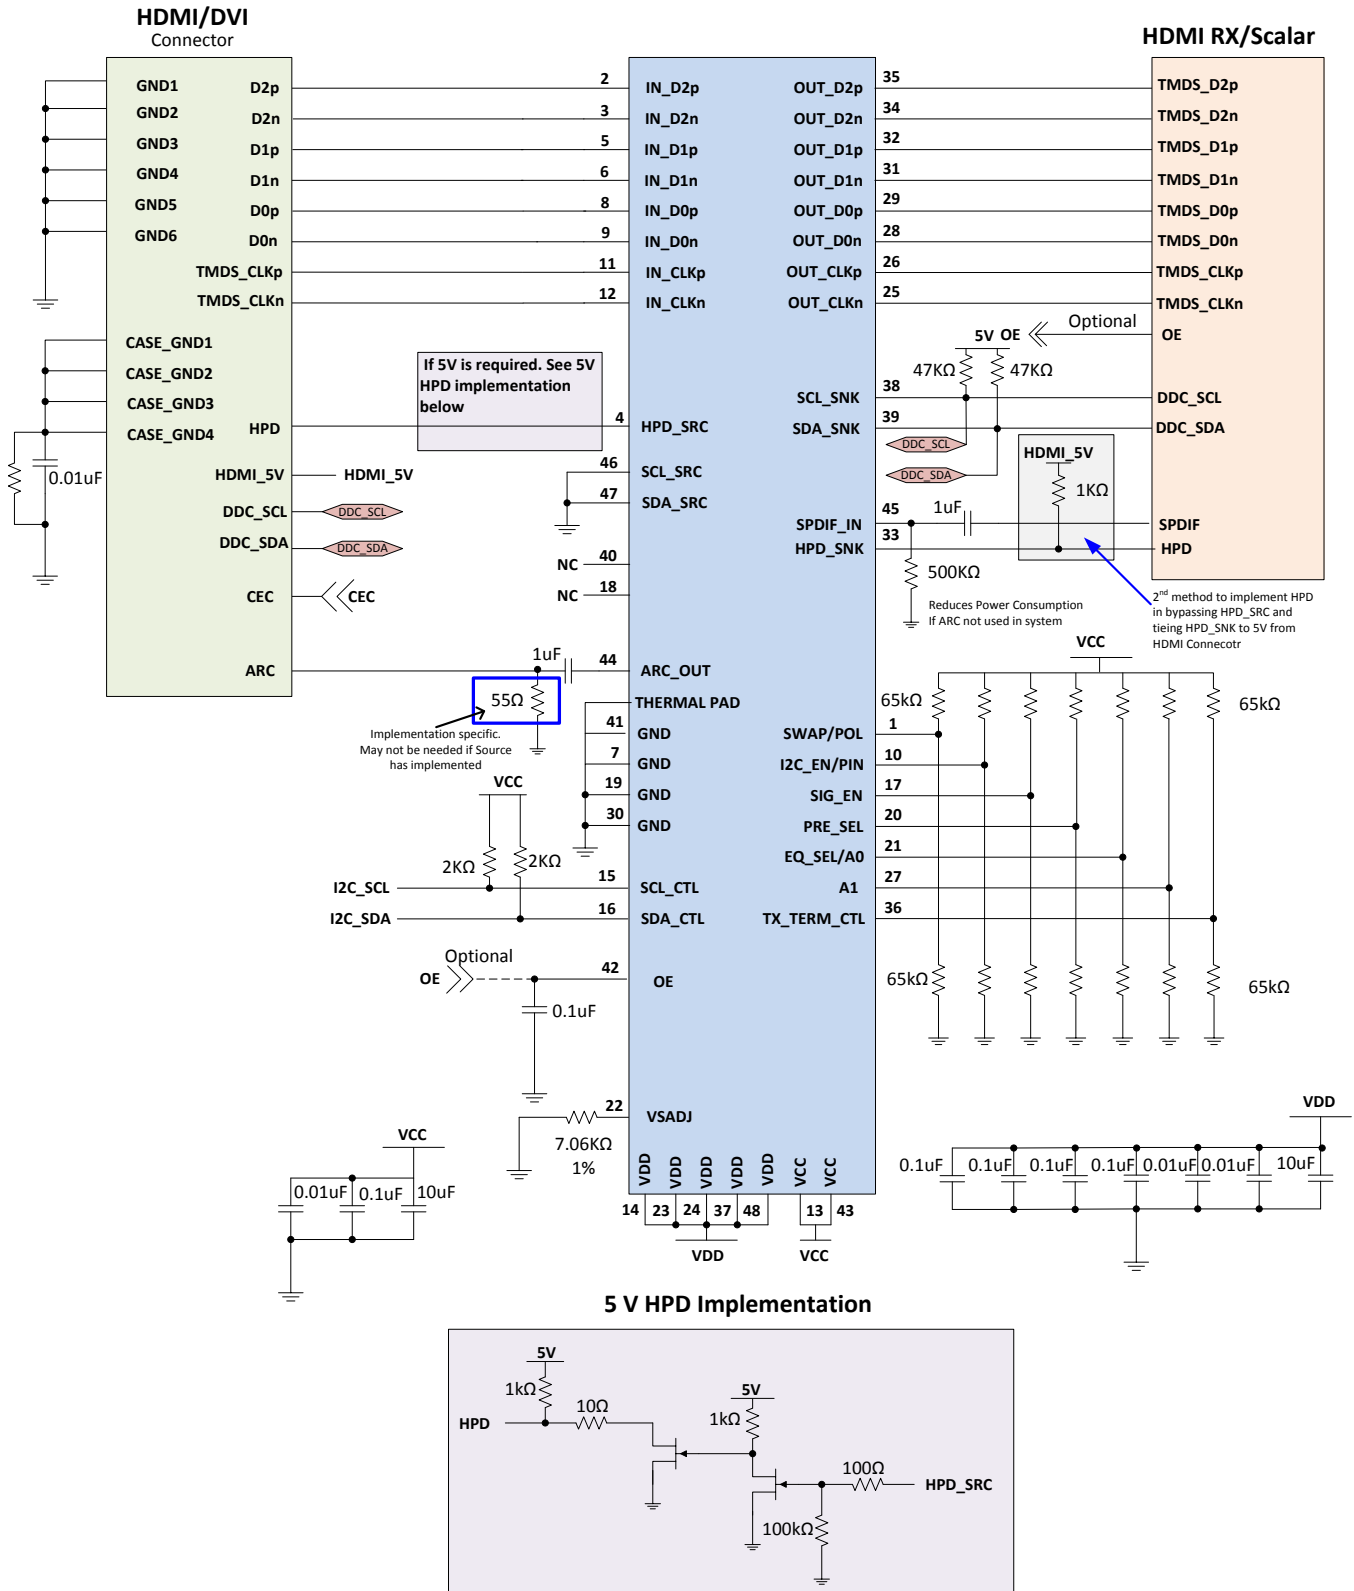 HDMI/DVI
Connector
HDMI RX/Scalar
GND1
GND2
GND3
GND4
GND5
GND6
D2p
D2n
D1p
D1n
D0p
D0n
TMDS_CLKp
TMDS_CLKn
CASE_GND1
CASE_GND2
CASE_GND3
CASE_GND4
HPD
HDMI_5V
HDMI_5V
DDC_SCL
DDC_SCL
DDC_SDA
DDC_SDA
CEC
CEC
ARC
0.01uF
2
3
5
6
8
9
11
12
If 5V is required. See 5V
HPD implementation
below
4
46
47
NC
40
NC
18
1uF
44
55Ω
Implementation specific.
May not be needed if Source
has implemented
41
7
19
30
VCC
2KΩ
2KΩ
I2C_SCL
15
I2C_SDA
16
Optional
OE
42
0.1uF
22
7.06KΩ
1%
IN_D2p
IN_D2n
IN_D1p
IN_D1n
IN_D0p
IN_D0n
IN_CLKp
IN_CLKn
HPD_SRC
SCL_SRC
SDA_SRC
ARC_OUT
THERMAL PAD
GND
GND
GND
GND
SCL_CTL
SDA_CTL
OE
VSADJ
OUT_D2p
OUT_D2n
OUT_D1p
OUT_D1n
OUT_D0p
OUT_D0n
OUT_CLKp
OUT_CLKn
SCL_SNK
SDA_SNK
SPDIF_IN
HPD_SNK
SWAP/POL
I2C_EN/PIN
SIG_EN
PRE_SEL
EQ_SEL/A0
A1
TX_TERM_CTL
VDD
VDD
VDD
VDD
VDD
VCC
VCC
14
23
24
37
48
13
43
VDD
VCC
35
34
32
31
29
28
26
25
TMDS_D2p
TMDS_D2n
TMDS_D1p
TMDS_D1n
TMDS_D0p
TMDS_D0n
TMDS_CLKp
TMDS_CLKn
OE
DDC_SCL
DDC_SDA
SPDIF
HPD
Optional
5V
OE
47KΩ
47KΩ
38
39
DDC_SCL
DDC_SDA
HDMI_5V
1KΩ
45
1uF
33
500KΩ
Reduces Power Consumption
If ARC not used in system
2nd method to implement HPD
in bypassing HPD_SRC and
tieing HPD_SNK to 5V from
HDMI Connecotr
VCC
65kΩ
65kΩ
1
10
17
20
21
27
36
65kΩ
65kΩ
VCC
0.01uF
0.1uF
10uF
VDD
0.1uF
0.1uF
0.1uF
0.1uF
0.01uF
0.01uF
10uF
5 V HPD Implementation
5V
1kΩ
HPD
10Ω
5V
1kΩ
100Ω
HPD_SRC
100kΩ